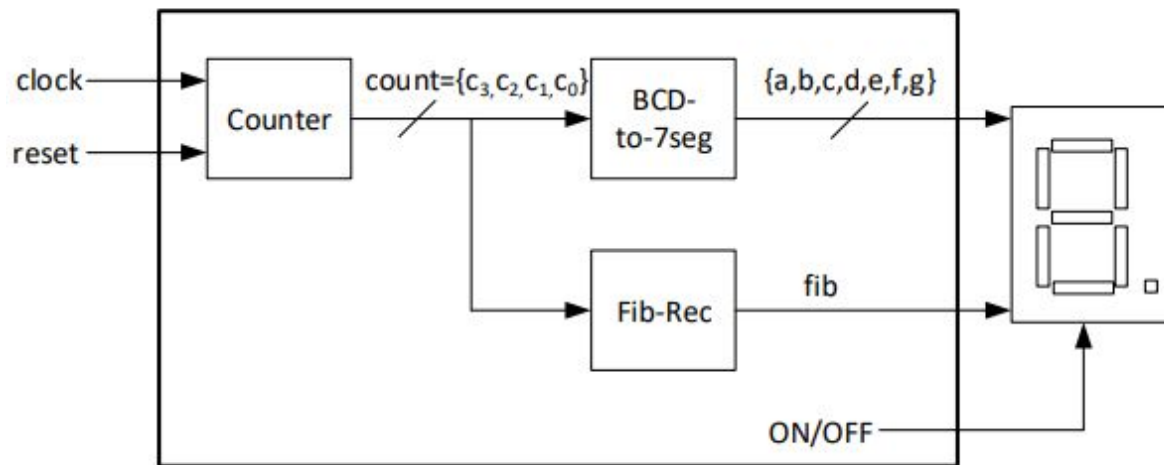 clock
reset
Counter
count={c₃,c₂,c₁,c₀}
BCD-
to-7seg
{a,b,c,d,e,f,g}
Fib-Rec
fib
ON/OFF